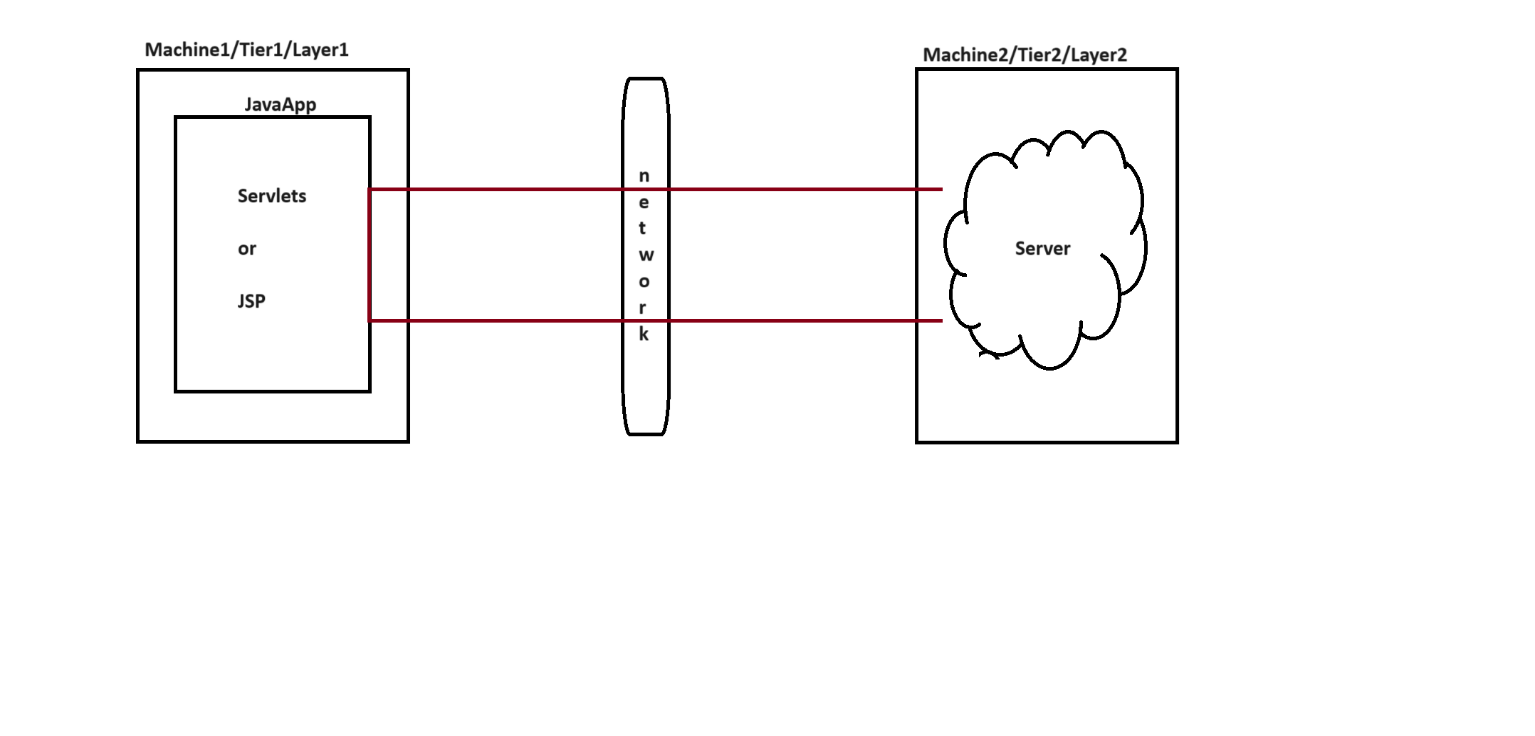 Machine1/Tier1/Layer1
JavaApp
Servlets
or
JSP
n
e
t
w
o
r
k
Machine2/Tier2/Layer2
Server